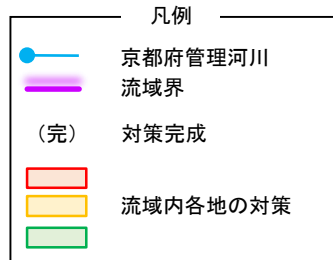 凡例
京都府管理河川
流域界
（完） 対策完成
流域内各地の対策